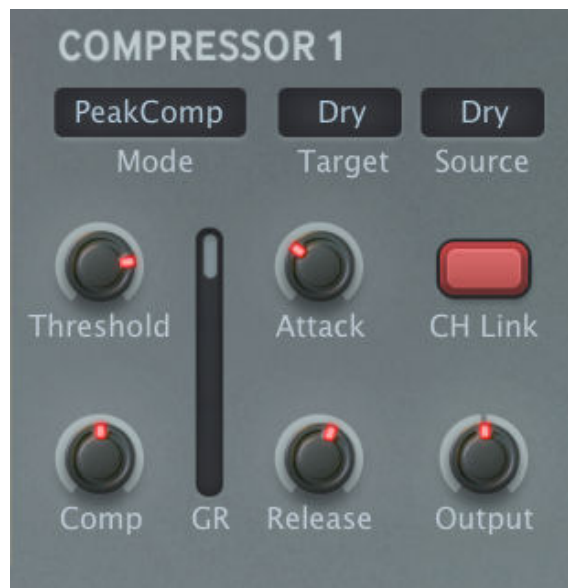 COMPRESSOR 1
PeakComp Dry Dry
Mode Target Source
Threshold Attack CH Link
Comp GR Release Output